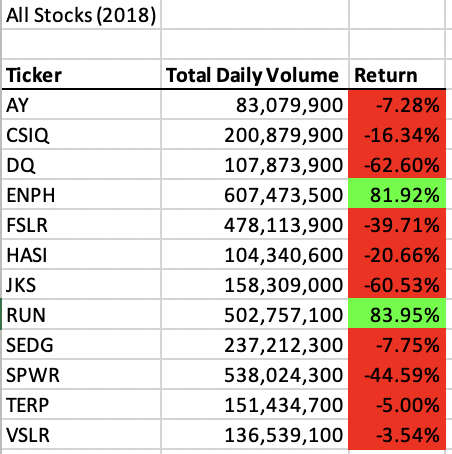 All Stocks (2018)
Ticker Total Daily Volume Return
AY 83,079,900 -7.28%
CSIQ 200,879,900 -16.34%
DQ 107,873,900 -62.60%
ENPH 607,473,500 81.92%
FSLR 478,113,900 -39.71%
HASI 104,340,600 -20.66%
JKS 158,309,000 -60.53%
RUN 502,757,100 83.95%
SEDG 237,212,300 -7.75%
SPWR 538,024,300 -44.59%
TERP 151,434,700 -5.00%
VSLR 136,539,100 -3.54%